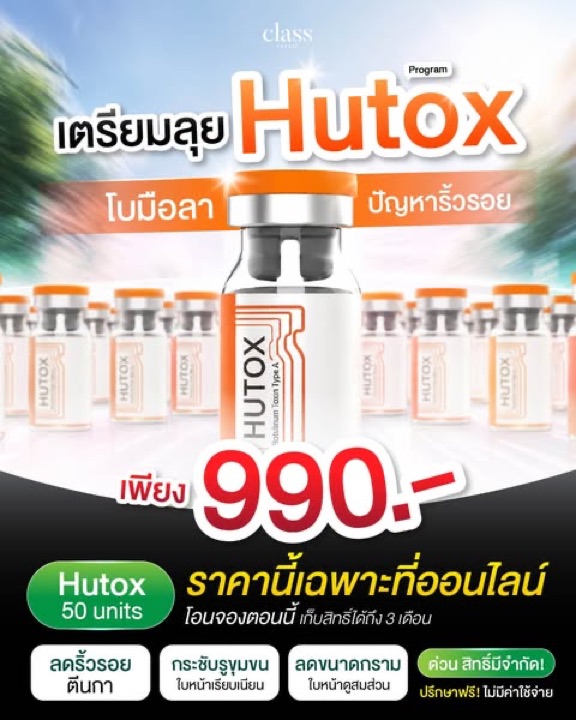 class
Program
เตรียมลุย Hutox
โบมือลา ปัญหาริ้วรอย
HUTOX
Botulinum Toxin Type A
HUTOX
HUTOX
HUTOX
HUTOX
HUTOX
HUTOX
เพียง 990.-
Hutox
50 units
ราคานี้เฉพาะที่ออนไลน์
โอนจองตอนนี้ เก็บสิทธิ์ได้ถึง 3 เดือน
ลดริ้วรอย
ตีนกา
กระชับรูขุมขน
ใบหน้าเรียบเนียน
ลดขนาดกราม
ใบหน้าดูสมส่วน
ด่วน สิทธิ์มีจำกัด!
ปรึกษาฟรี! ไม่มีค่าใช้จ่าย